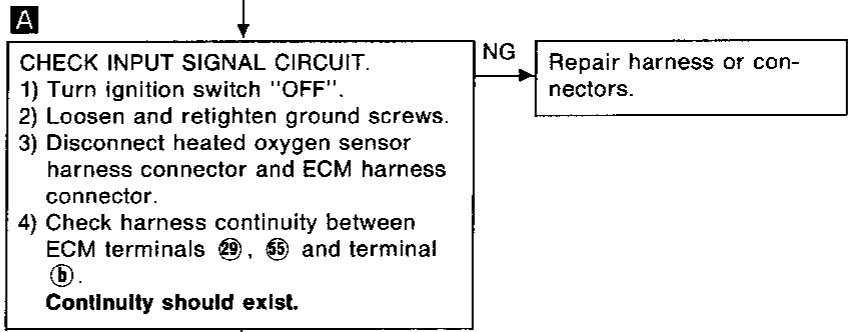 A
CHECK INPUT SIGNAL CIRCUIT.
1) Turn ignition switch "OFF".
2) Loosen and retighten ground screws.
3) Disconnect heated oxygen sensor
harness connector and ECM harness
connector.
4) Check harness continuity between
ECM terminals ㉙, 55 and terminal
ⓑ.
Continuity should exist.
NG
Repair harness or con-
nectors.